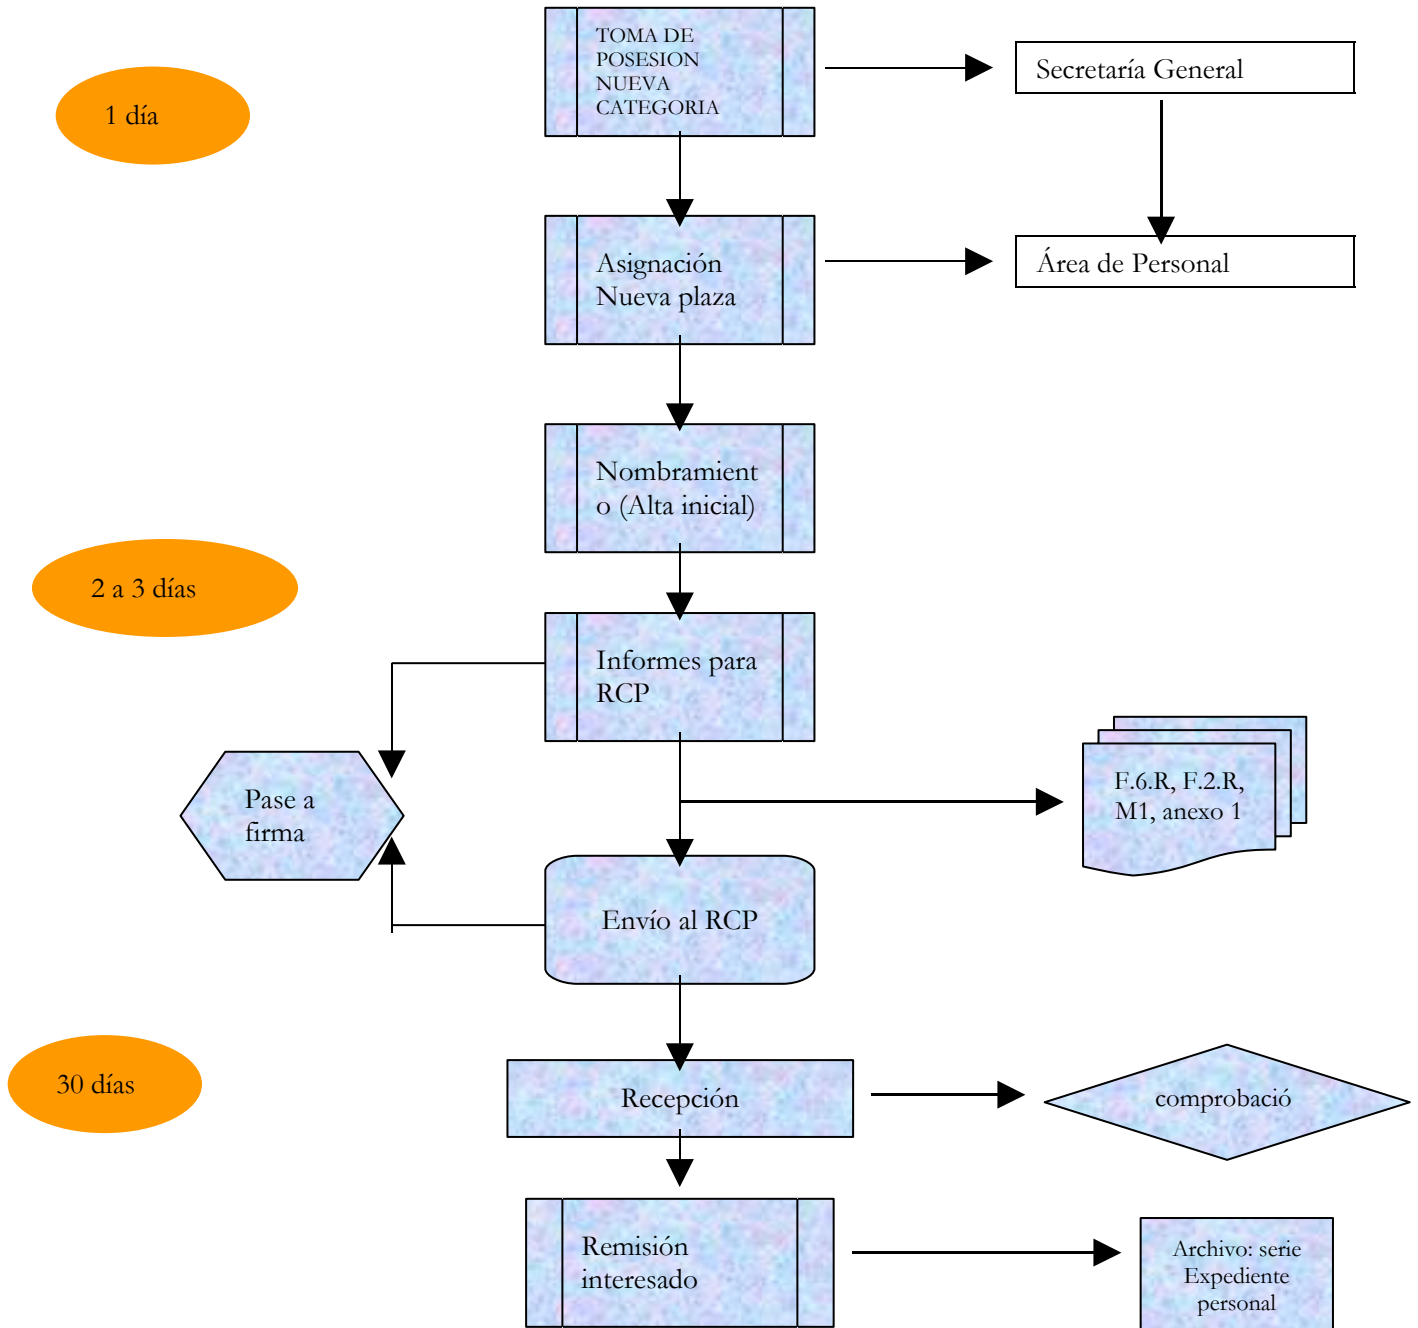 TOMA DE
POSESION
NUEVA
CATEGORIA
Secretaría General
1 día
Asignación
Nueva plaza
Área de Personal
Nombramient
o (Alta inicial)
2 a 3 días
Informes para
RCP
Pase a
firma
F.6.R, F.2.R,
M1, anexo 1
Envío al RCP
30 días
Recepción
comprobació
Remisión
interesado
Archivo: serie
Expediente
personal